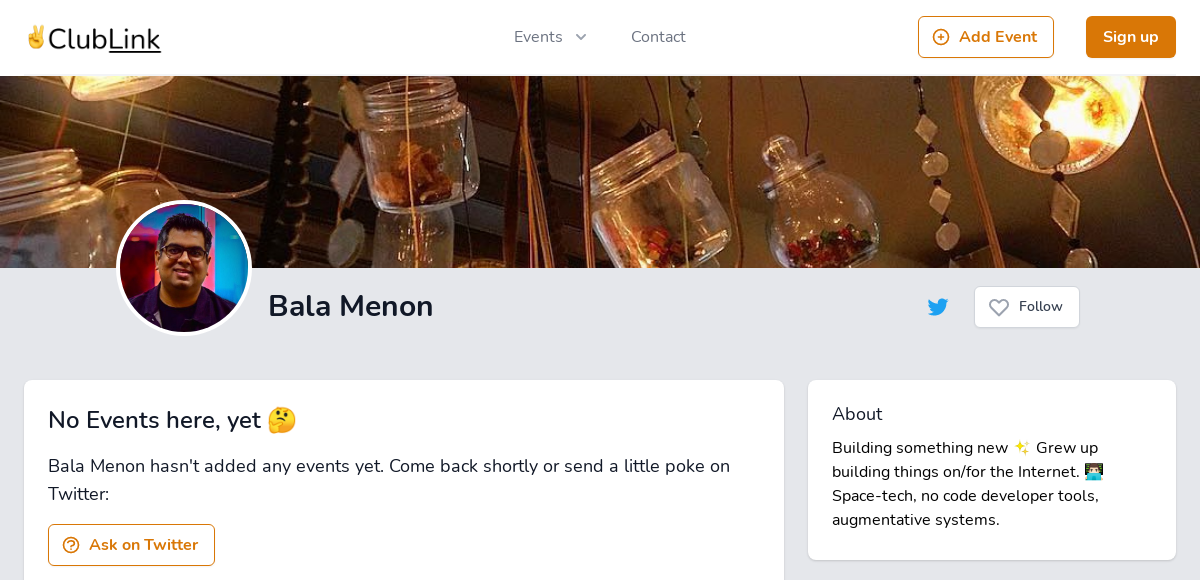 ✌️ClubLink
Events
Contact
Add Event
Sign up
Bala Menon
Follow
No Events here, yet 🤔
Bala Menon hasn't added any events yet. Come back shortly or send a little poke on
Twitter:
Ask on Twitter
About
Building something new ✨ Grew up
building things on/for the Internet. 👨🏻‍💻
Space-tech, no code developer tools,
augmentative systems.